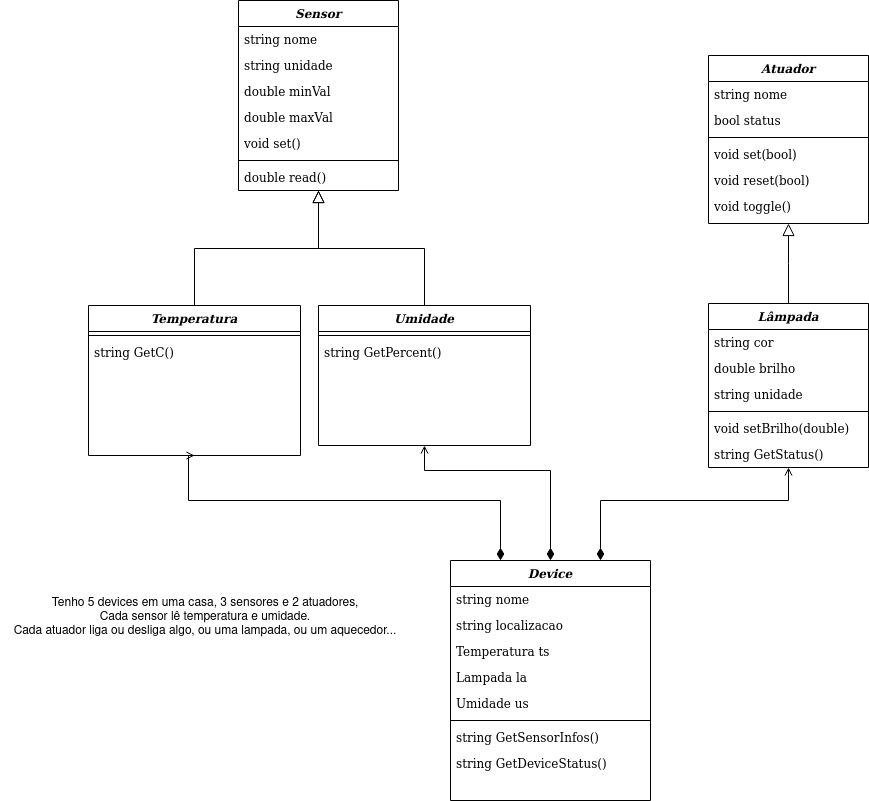 Sensor
string nome
string unidade
double minVal
double maxVal
void set()
double read()
Atuador
string nome
bool status
void set(bool)
void reset(bool)
void toggle()
Temperatura
string GetC()
Umidade
string GetPercent()
Lâmpada
string cor
double brilho
string unidade
void setBrilho(double)
string GetStatus()
Device
string nome
string localizacao
Temperatura ts
Lampada la
Umidade us
string GetSensorInfos()
string GetDeviceStatus()
Tenho 5 devices em uma casa, 3 sensores e 2 atuadores,
Cada sensor lê temperatura e umidade.
Cada atuador liga ou desliga algo, ou uma lampada, ou um aquecedor...